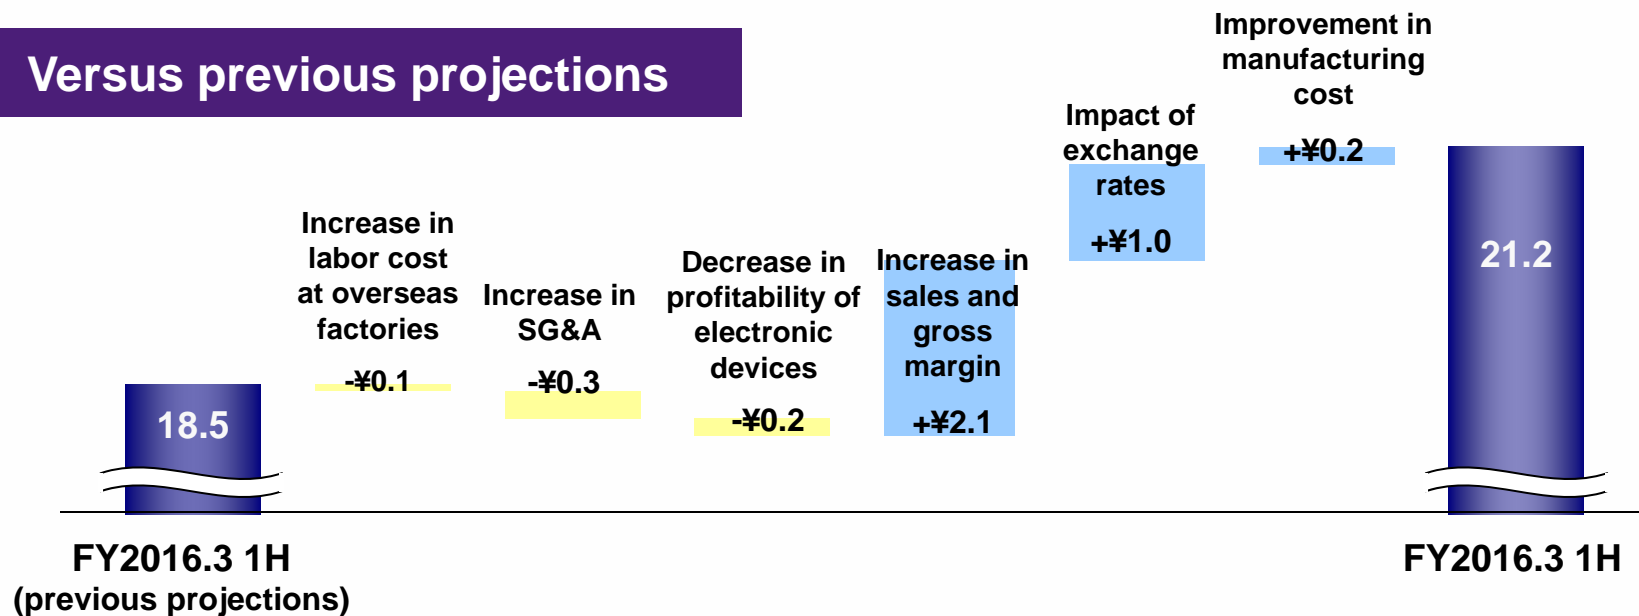 Versus previous projections
18.5
Increase in
labor cost
at overseas
factories
-¥0.1
Increase in
SG&A
-¥0.3
Decrease in
profitability of
electronic
devices
-¥0.2
Increase in
sales and
gross
margin
+¥2.1
Impact of
exchange
rates
+¥1.0
Improvement in
manufacturing
cost
+¥0.2
21.2
FY2016.3 1H
(previous projections)
FY2016.3 1H